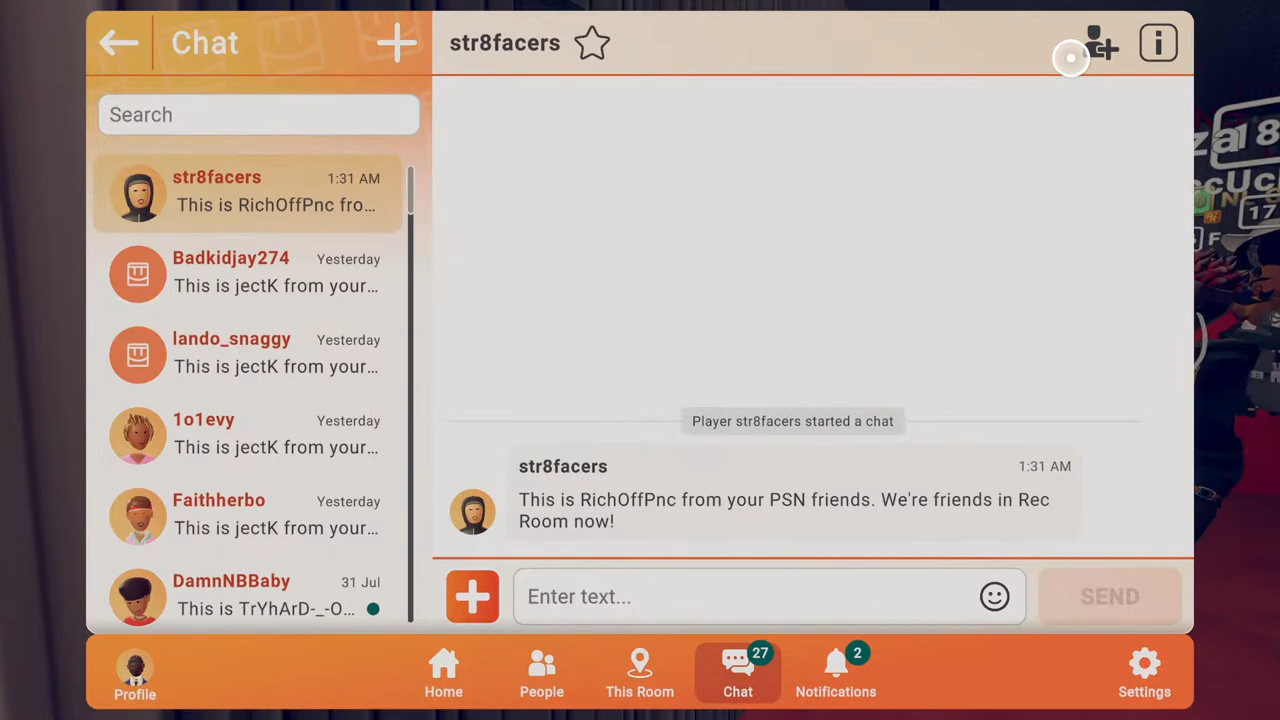 Chat
str8facers
Search
str8facers
1:31 AM
This is RichOffPnc fro...
Badkidjay274
Yesterday
This is jectK from your...
lando_snaggy
Yesterday
This is jectK from your...
1o1evy
Yesterday
This is jectK from your...
Faithherbo
Yesterday
This is jectK from your...
DamnNBBaby
31 Jul
This is TrYhArD-_-O...
Player str8facers started a chat
str8facers
1:31 AM
This is RichOffPnc from your PSN friends. We're friends in Rec
Room now!
Enter text...
SEND
Profile
Home
People
This Room
27
Chat
2
Notifications
Settings